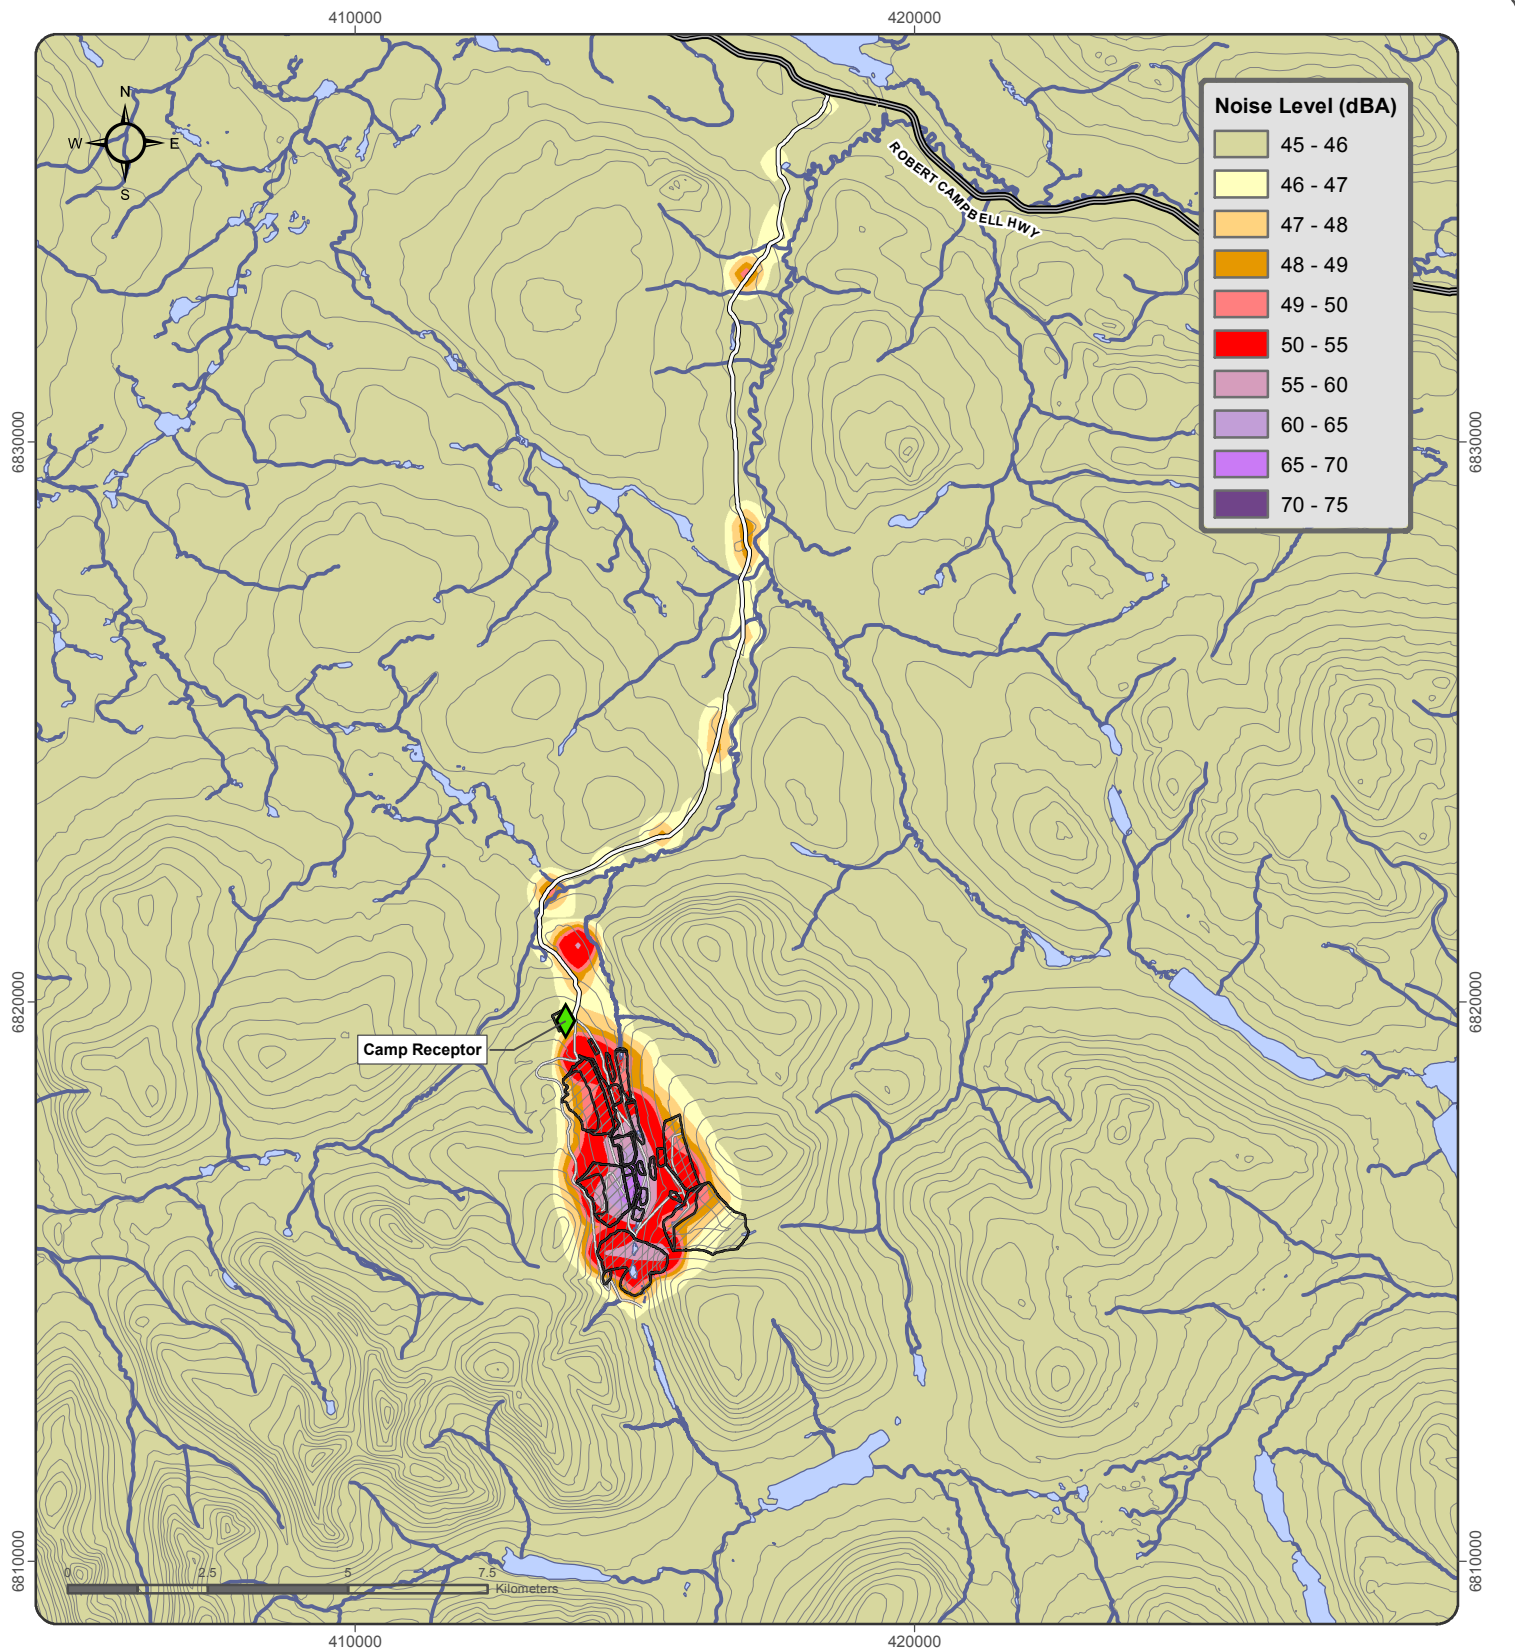 410000
420000
N
W
E
S
Noise Level (dBA)
45 - 46
46 - 47
47 - 48
48 - 49
49 - 50
50 - 55
55 - 60
60 - 65
65 - 70
70 - 75
ROBERT CAMPBELL HWY
6830000
6830000
6820000
6820000
Camp Receptor
6810000
6810000
0
2.5
5
7.5
Kilometers
410000
420000